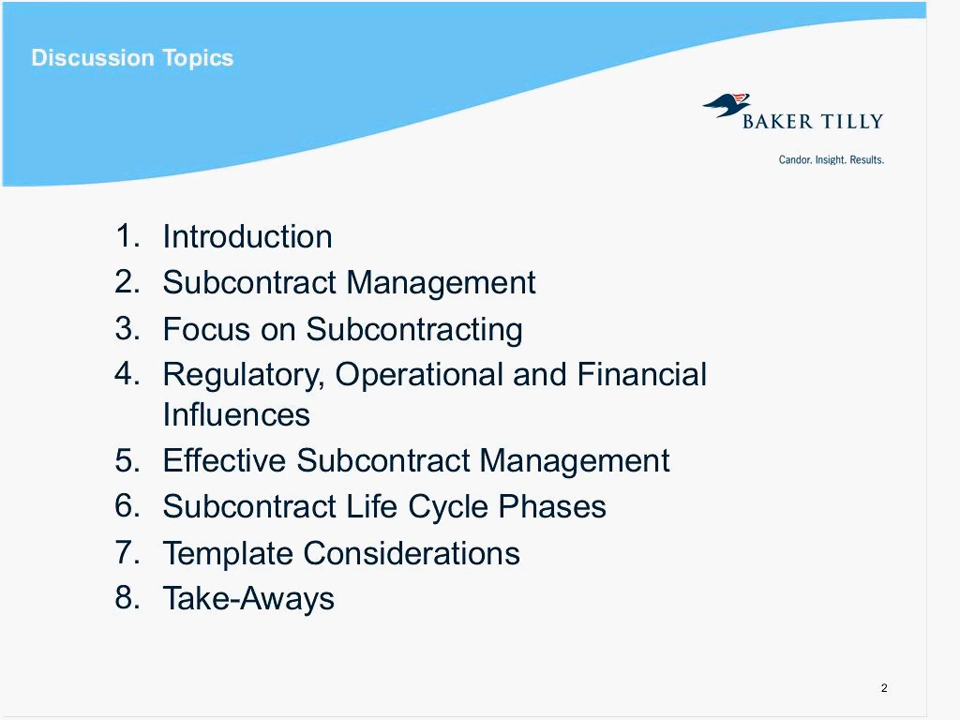 Discussion Topics
BAKER TILLY
Candor. Insight. Results.
1. Introduction
2. Subcontract Management
3. Focus on Subcontracting
4. Regulatory, Operational and Financial
Influences
5. Effective Subcontract Management
6. Subcontract Life Cycle Phases
7. Template Considerations
8. Take-Aways
2